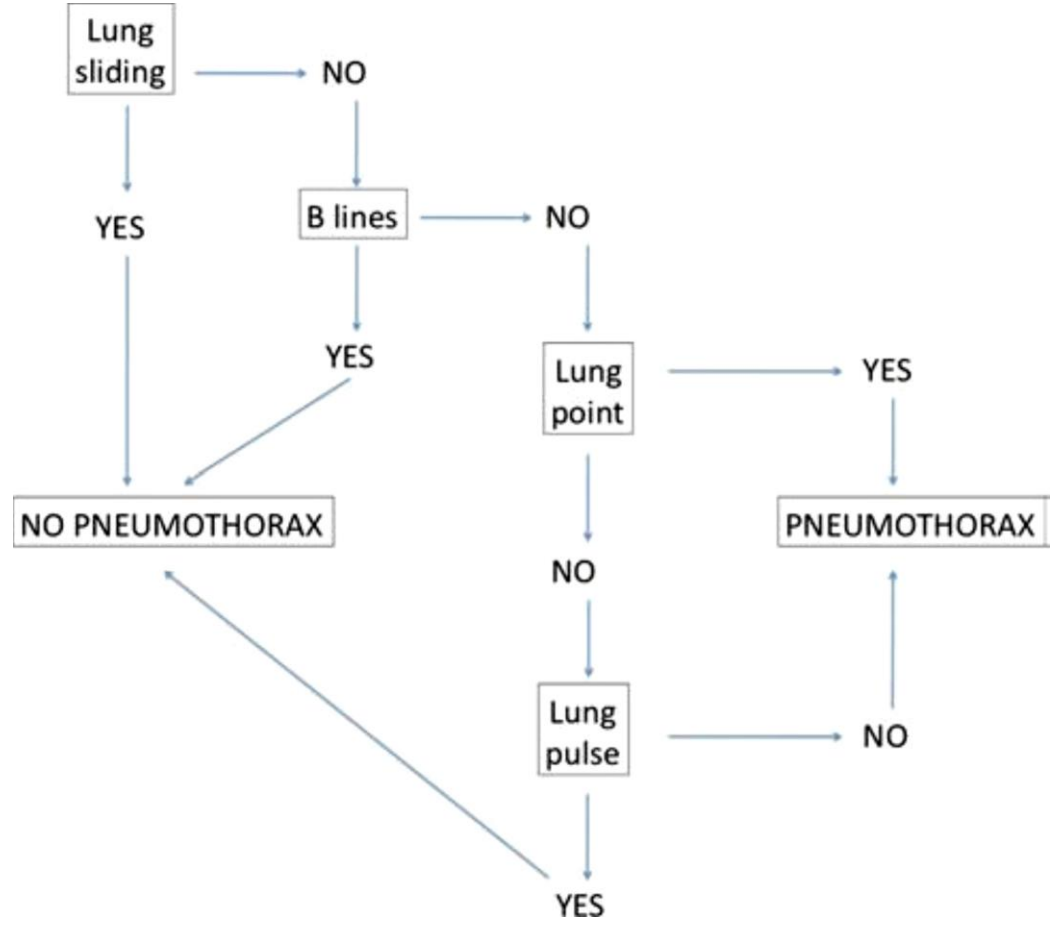 Lung
sliding
NO
YES
B lines
NO
YES
Lung
point
YES
NO PNEUMOTHORAX
PNEUMOTHORAX
NO
Lung
pulse
NO
YES